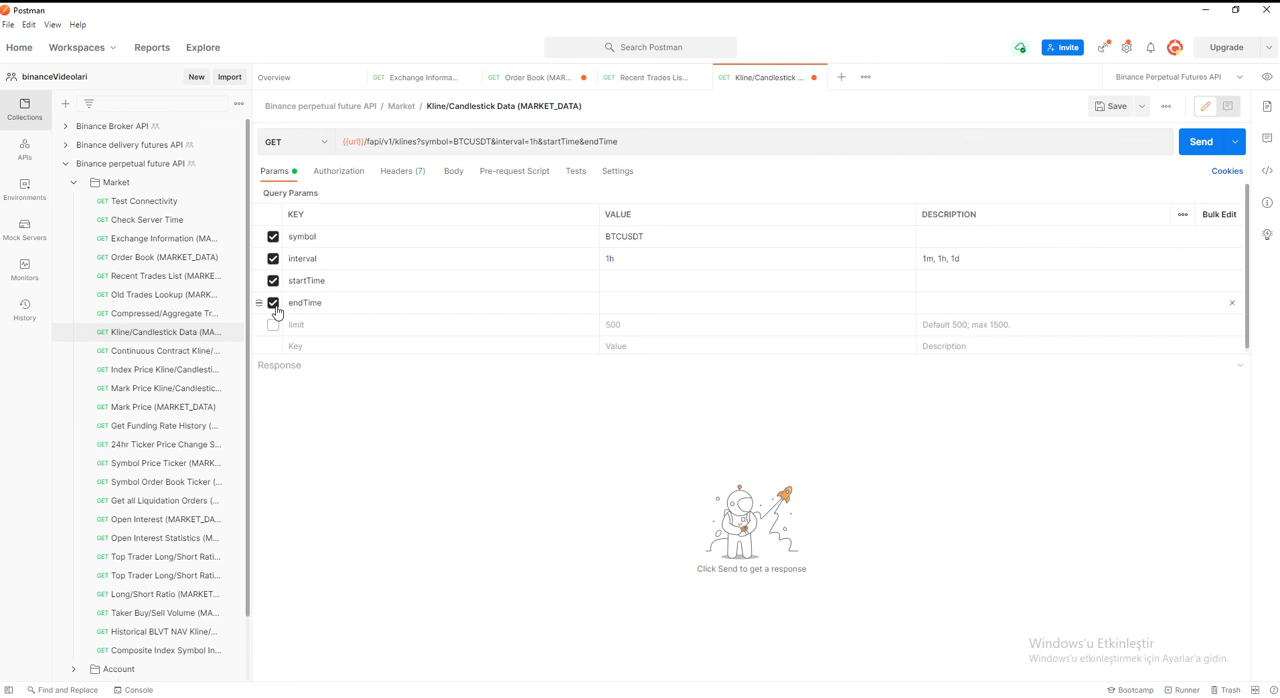 Postman
File Edit View Help
Home Workspaces Reports Explore Search Postman Invite Upgrade
binanceVideolari New Import Overview GET Exchange Informa... GET Order Book (MAR... GET Recent Trades Lis... GET Kline/Candlestick ... Binance Perpetual Futures API
Binance perpetual future API / Market / Kline/Candlestick Data (MARKET_DATA) Save
GET {{url}}/fapi/v1/klines?symbol=BTCUSDT&interval=1h&startTime&endTime Send
Params Authorization Headers (7) Body Pre-request Script Tests Settings Cookies
Query Params
KEY VALUE DESCRIPTION Bulk Edit
symbol BTCUSDT
interval 1h 1m, 1h, 1d
startTime
endTime
limit 500 Default 500; max 1500.
Key Value Description
Response
Click Send to get a response
Collections
APIs
Environments
Mock Servers
Monitors
History
Binance Broker API
Binance delivery futures API
Binance perpetual future API
Market
GET Test Connectivity
GET Check Server Time
GET Exchange Information (MA...
GET Order Book (MARKET_DATA)
GET Recent Trades List (MARKE...
GET Old Trades Lookup (MARK...
GET Compressed/Aggregate Tr...
GET Kline/Candlestick Data (MA...
GET Continuous Contract Kline/...
GET Index Price Kline/Candlesti...
GET Mark Price Kline/Candlestic...
GET Mark Price (MARKET_DATA)
GET Get Funding Rate History (...
GET 24hr Ticker Price Change S...
GET Symbol Price Ticker (MARK...
GET Symbol Order Book Ticker (...
GET Get all Liquidation Orders (...
GET Open Interest (MARKET_DA...
GET Open Interest Statistics (M...
GET Top Trader Long/Short Rati...
GET Top Trader Long/Short Rati...
GET Long/Short Ratio (MARKET...
GET Taker Buy/Sell Volume (MA...
GET Historical BLVT NAV Kline/...
GET Composite Index Symbol In...
Account
Windows'u Etkinleştir
Windows'u etkinleştirmek için Ayarlar'a gidin.
Find and Replace Console Bootcamp Runner Trash